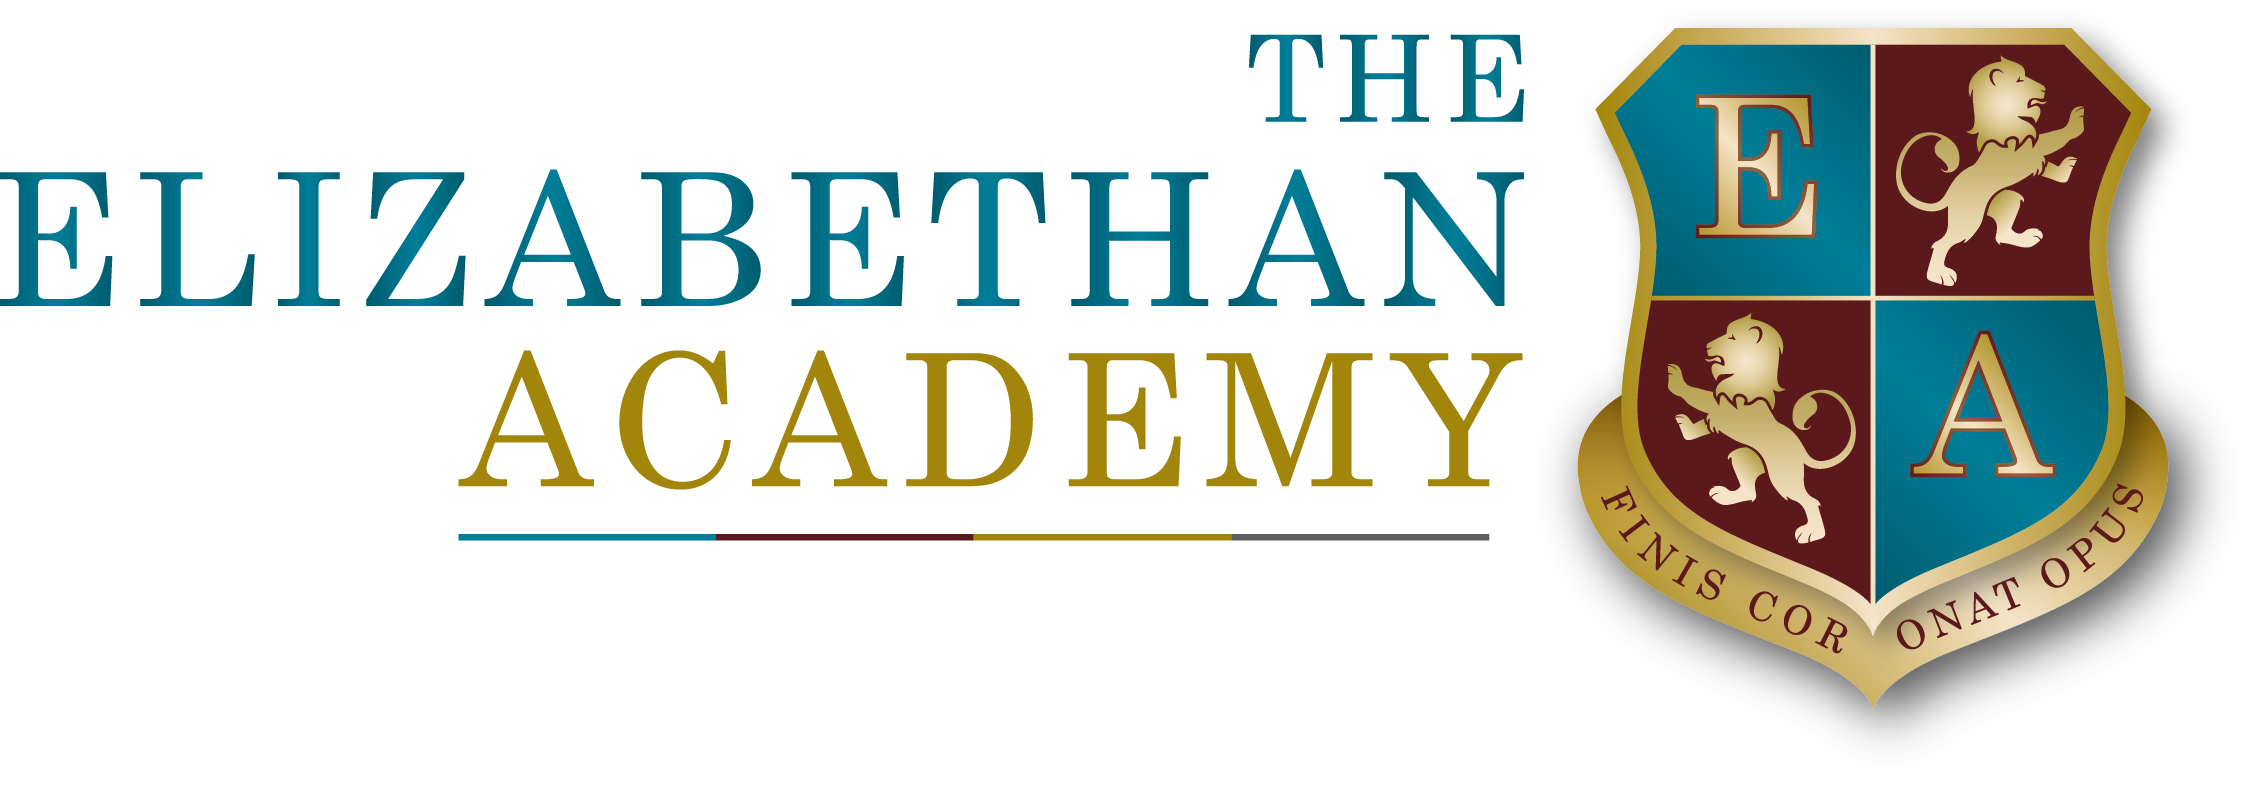 THE
ELIZABETHAN
ACADEMY
E
A
FINIS COR ONAT OPUS